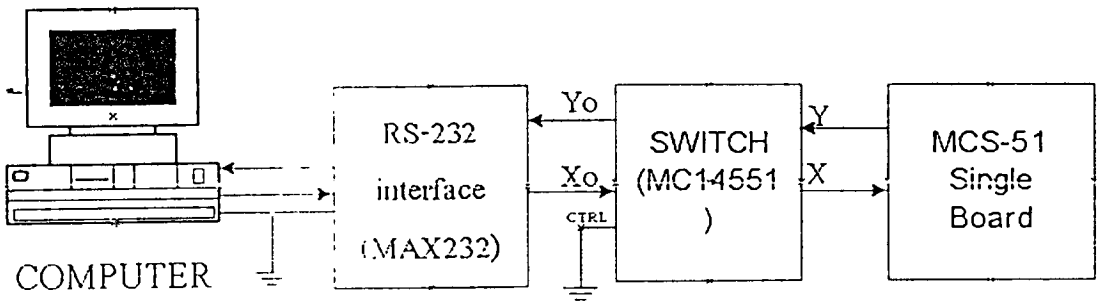 COMPUTER
RS-232
interface
(MAX232)
Yo
Xo
CTRL
SWITCH
(MC14551
)
Y
X
MCS-51
Single
Board